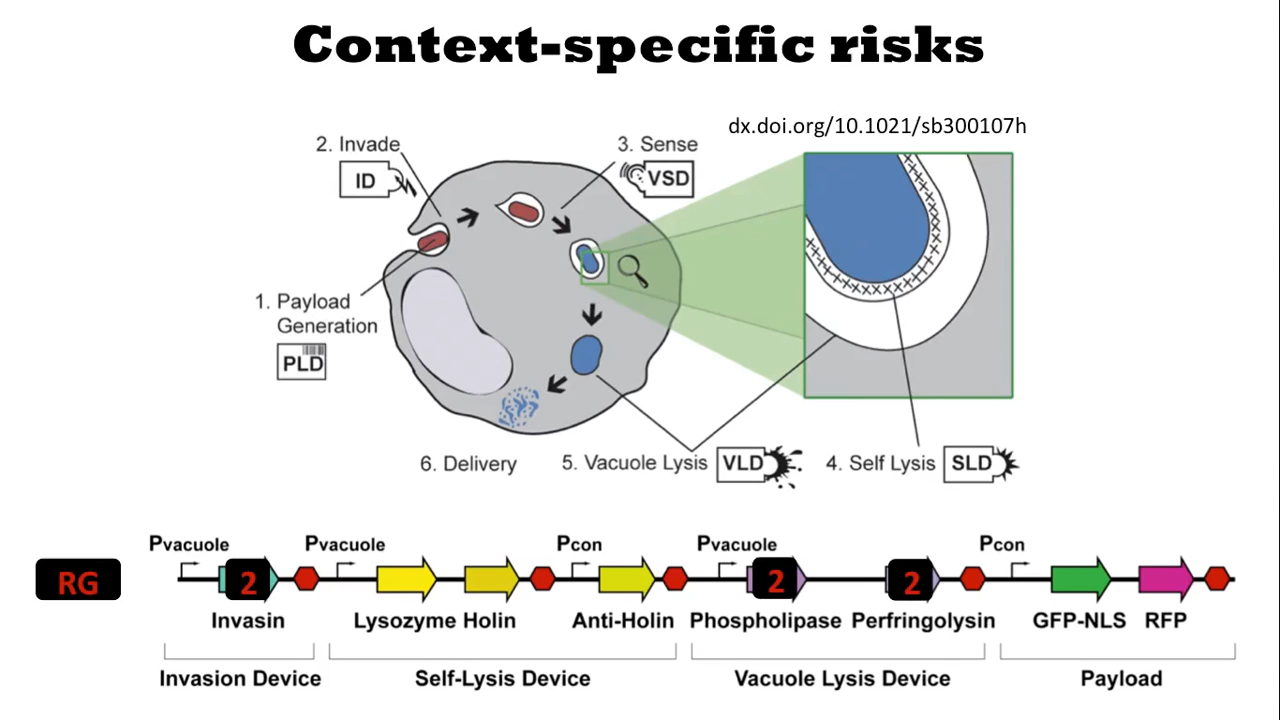 Context-specific risks
dx.doi.org/10.1021/sb300107h
2. Invade
ID
3. Sense
VSD
1. Payload
Generation
PLD
6. Delivery
5. Vacuole Lysis
VLD
4. Self Lysis
SLD
Pvacuole
Pvacuole
Pcon
Pvacuole
Pcon
RG
2
2
2
Invasin
Lysozyme
Holin
Anti-Holin
Phospholipase
Perfringolysin
GFP-NLS
RFP
Invasion Device
Self-Lysis Device
Vacuole Lysis Device
Payload